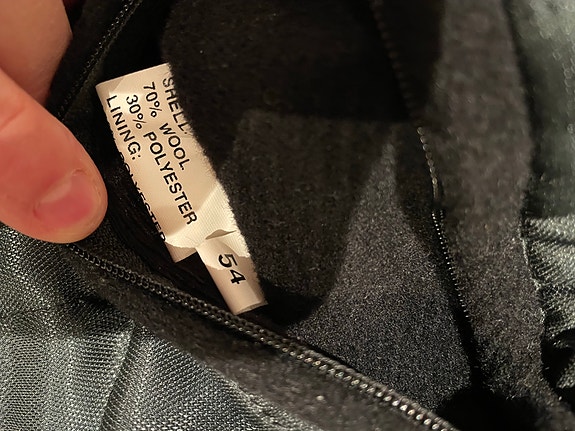 SHELL:
70% WOOL
30% POLYESTER
LINING:
54